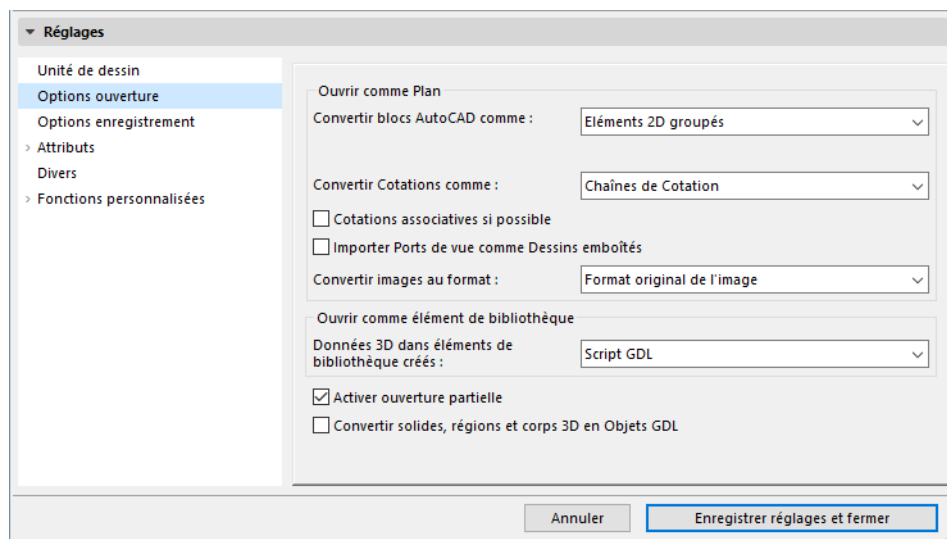 Réglages
Unité de dessin
Options ouverture
Options enregistrement
Attributs
Divers
Fonctions personnalisées
Ouvrir comme Plan
Convertir blocs AutoCAD comme : Eléments 2D groupés
Convertir Cotations comme : Chaînes de Cotation
Cotations associatives si possible
Importer Ports de vue comme Dessins emboîtés
Convertir images au format : Format original de l'image
Ouvrir comme élément de bibliothèque
Données 3D dans éléments de
bibliothèque créés : Script GDL
Activer ouverture partielle
Convertir solides, régions et corps 3D en Objets GDL
Annuler Enregistrer réglages et fermer